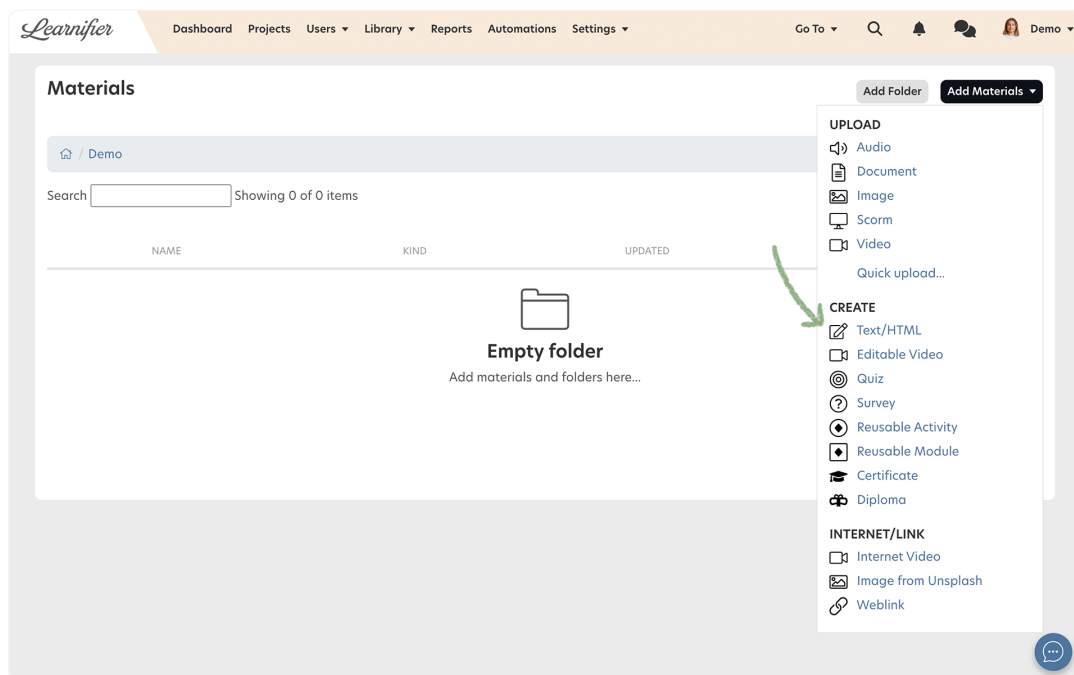 Learnifier Dashboard Projects Users Library Reports Automations Settings Go To Demo
Materials
Add Folder Add Materials
Demo
Search Showing 0 of 0 items
NAME KIND UPDATED
Empty folder
Add materials and folders here...
UPLOAD
Audio
Document
Image
Scorm
Video
Quick upload...
CREATE
Text/HTML
Editable Video
Quiz
Survey
Reusable Activity
Reusable Module
Certificate
Diploma
INTERNET/LINK
Internet Video
Image from Unsplash
Weblink